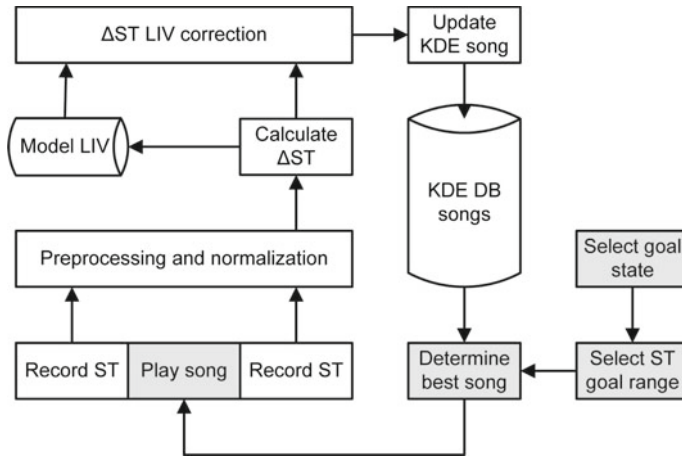 ΔST LIV correction
Update
KDE song
Model LIV
Calculate
ΔST
KDE DB
songs
Preprocessing and normalization
Select goal
state
Record ST
Play song
Record ST
Determine
best song
Select ST
goal range